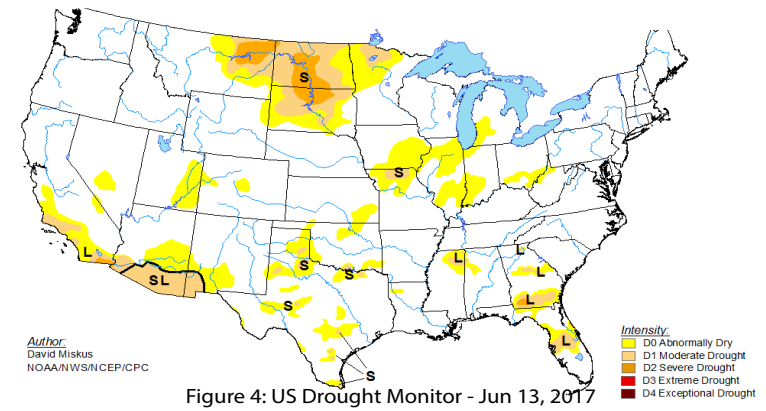 S
S
L
L
L
L
S
S
S L
L
S
L
S
Intensity:
D0 Abnormally Dry
D1 Moderate Drought
D2 Severe Drought
D3 Extreme Drought
D4 Exceptional Drought
Author:
David Miskus
NOAA/NWS/NCEP/CPC
Figure 4: US Drought Monitor - Jun 13, 2017